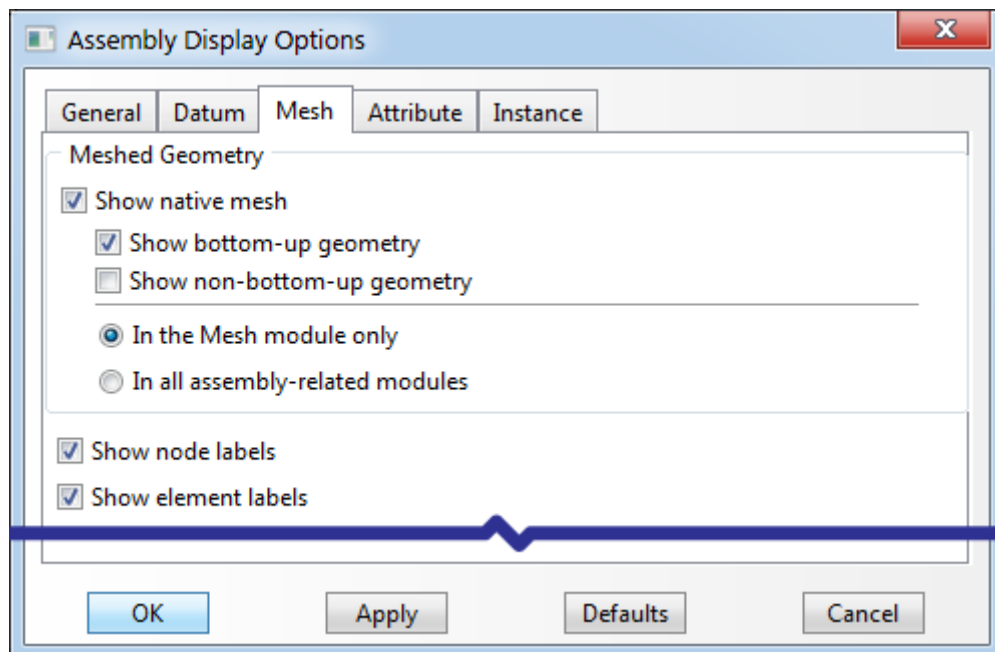 Assembly Display Options
General Datum Mesh Attribute Instance
Meshed Geometry
Show native mesh
Show bottom-up geometry
Show non-bottom-up geometry
In the Mesh module only
In all assembly-related modules
Show node labels
Show element labels
OK Apply Defaults Cancel